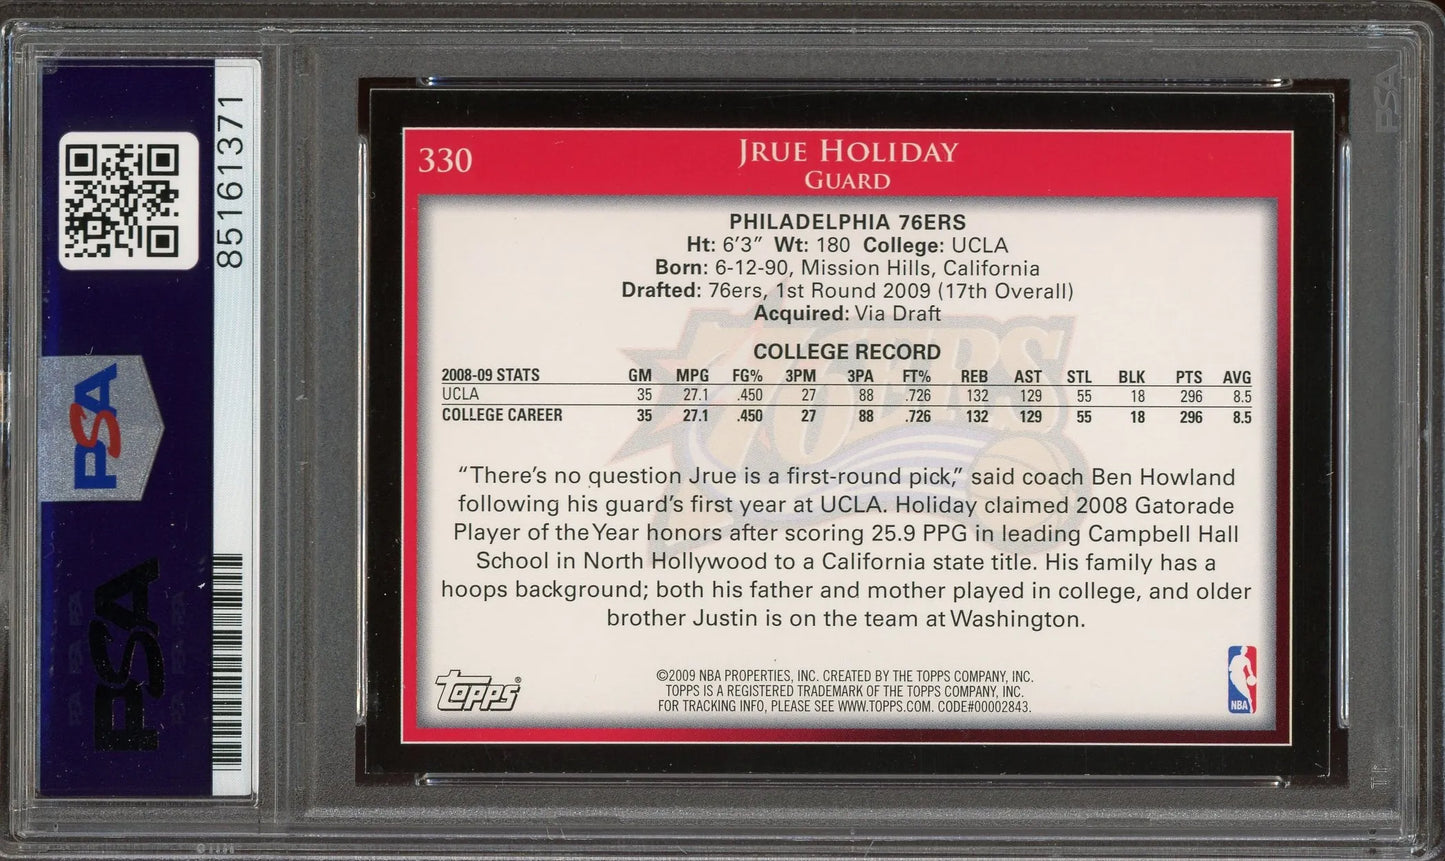 PSA
85161371
PSA
PSA
330
JRUE HOLIDAY
GUARD
PHILADELPHIA 76ERS
Ht: 6'3" Wt: 180 College: UCLA
Born: 6-12-90, Mission Hills, California
Drafted: 76ers, 1st Round 2009 (17th Overall)
Acquired: Via Draft
76ERS
COLLEGE RECORD
2008-09 STATS GM MPG FG% 3PM 3PA FT% REB AST STL BLK PTS AVG
UCLA 35 27.1 .450 27 88 .726 132 129 55 18 296 8.5
COLLEGE CAREER 35 27.1 .450 27 88 .726 132 129 55 18 296 8.5
“There’s no question Jrue is a first-round pick,” said coach Ben Howland
following his guard’s first year at UCLA. Holiday claimed 2008 Gatorade
Player of the Year honors after scoring 25.9 PPG in leading Campbell Hall
School in North Hollywood to a California state title. His family has a
hoops background; both his father and mother played in college, and older
brother Justin is on the team at Washington.
Topps®
©2009 NBA PROPERTIES, INC. CREATED BY THE TOPPS COMPANY, INC.
TOPPS IS A REGISTERED TRADEMARK OF THE TOPPS COMPANY, INC.
FOR TRACKING INFO, PLEASE SEE WWW.TOPPS.COM. CODE#00002843.
NBA